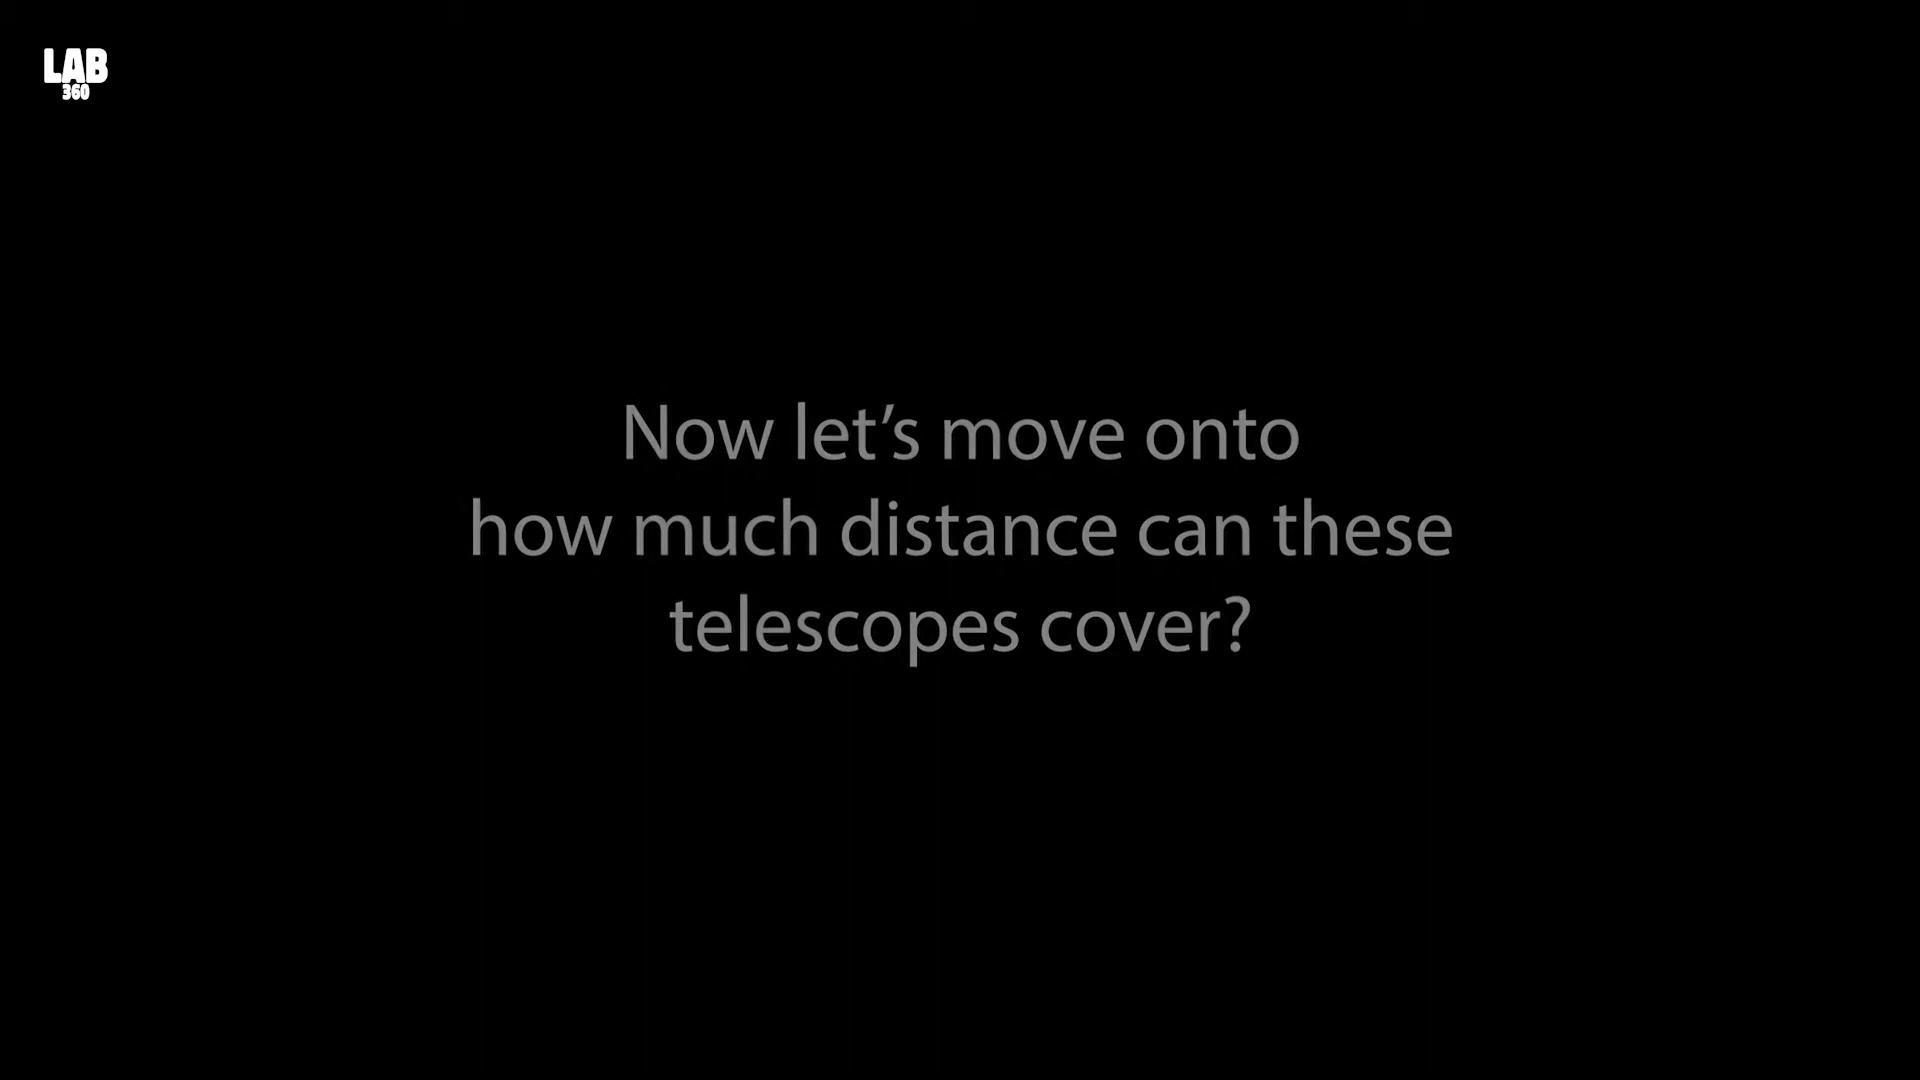 LAB
360
Now let’s move onto
how much distance can these
telescopes cover?